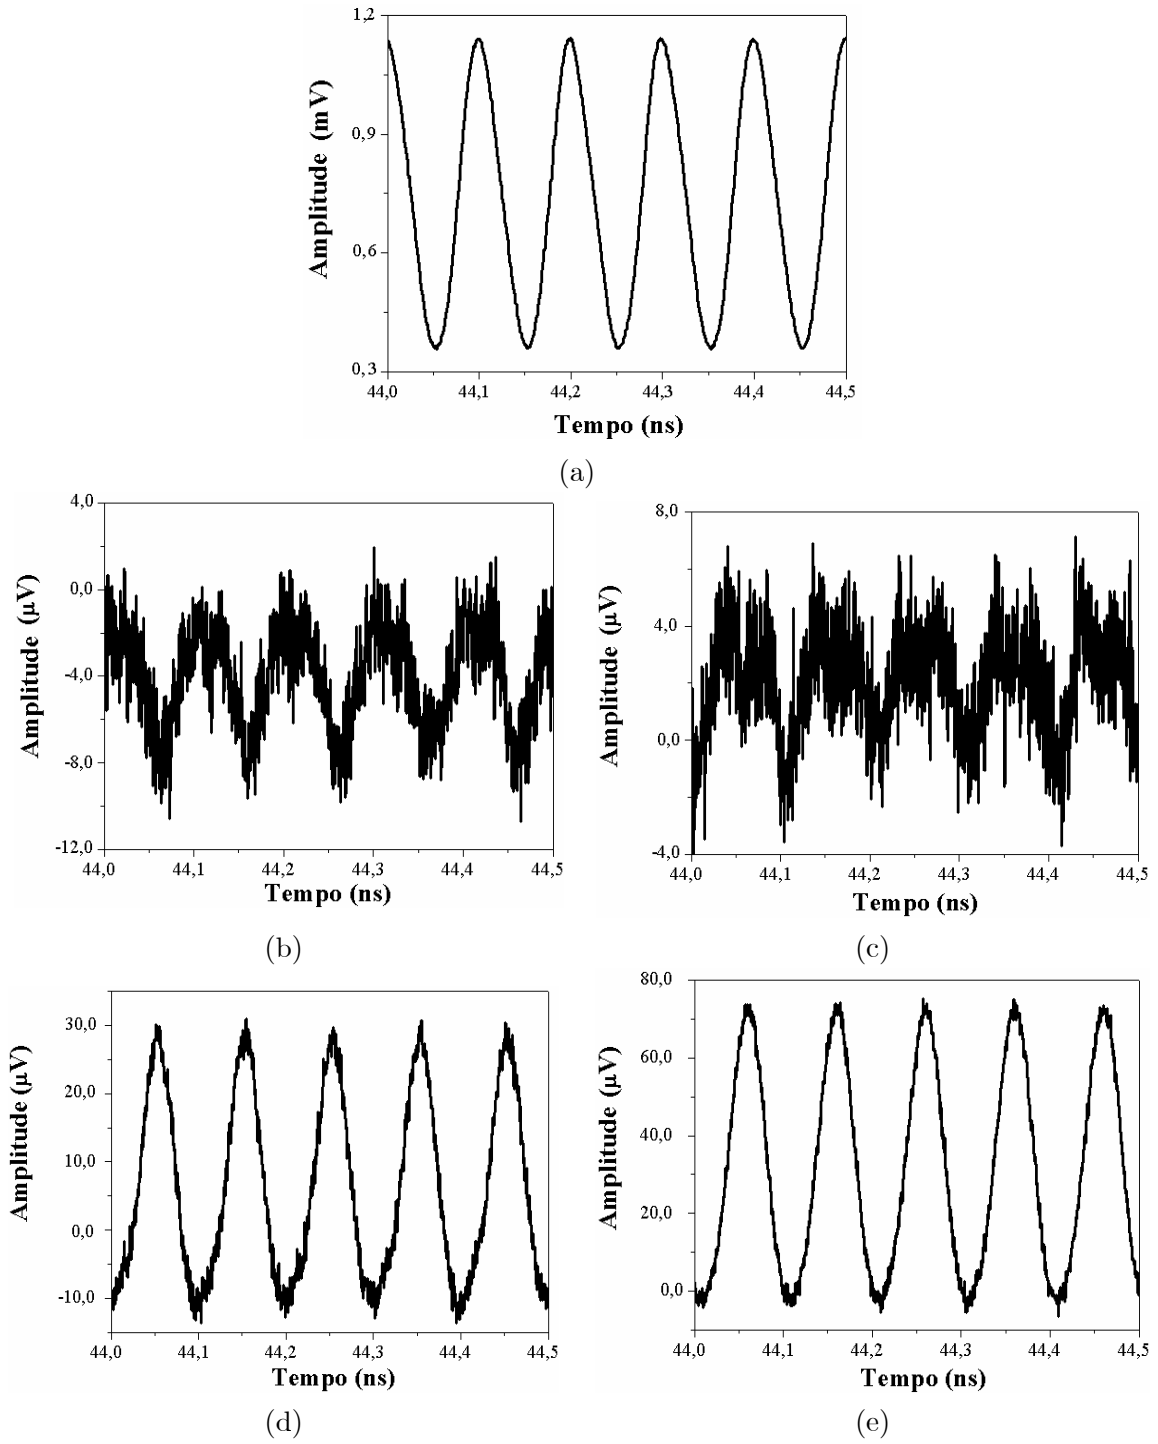 1,2
0,9
0,6
0,3
Amplitude (mV)
44,0 44,1 44,2 44,3 44,4 44,5
Tempo (ns)
(a)
4,0
0,0
-4,0
-8,0
-12,0
Amplitude (µV)
44,0 44,1 44,2 44,3 44,4 44,5
Tempo (ns)
(b)
8,0
4,0
0,0
-4,0
Amplitude (µV)
44,0 44,1 44,2 44,3 44,4 44,5
Tempo (ns)
(c)
30,0
20,0
10,0
0,0
-10,0
Amplitude (µV)
44,0 44,1 44,2 44,3 44,4 44,5
Tempo (ns)
(d)
80,0
60,0
40,0
20,0
0,0
Amplitude (µV)
44,0 44,1 44,2 44,3 44,4 44,5
Tempo (ns)
(e)